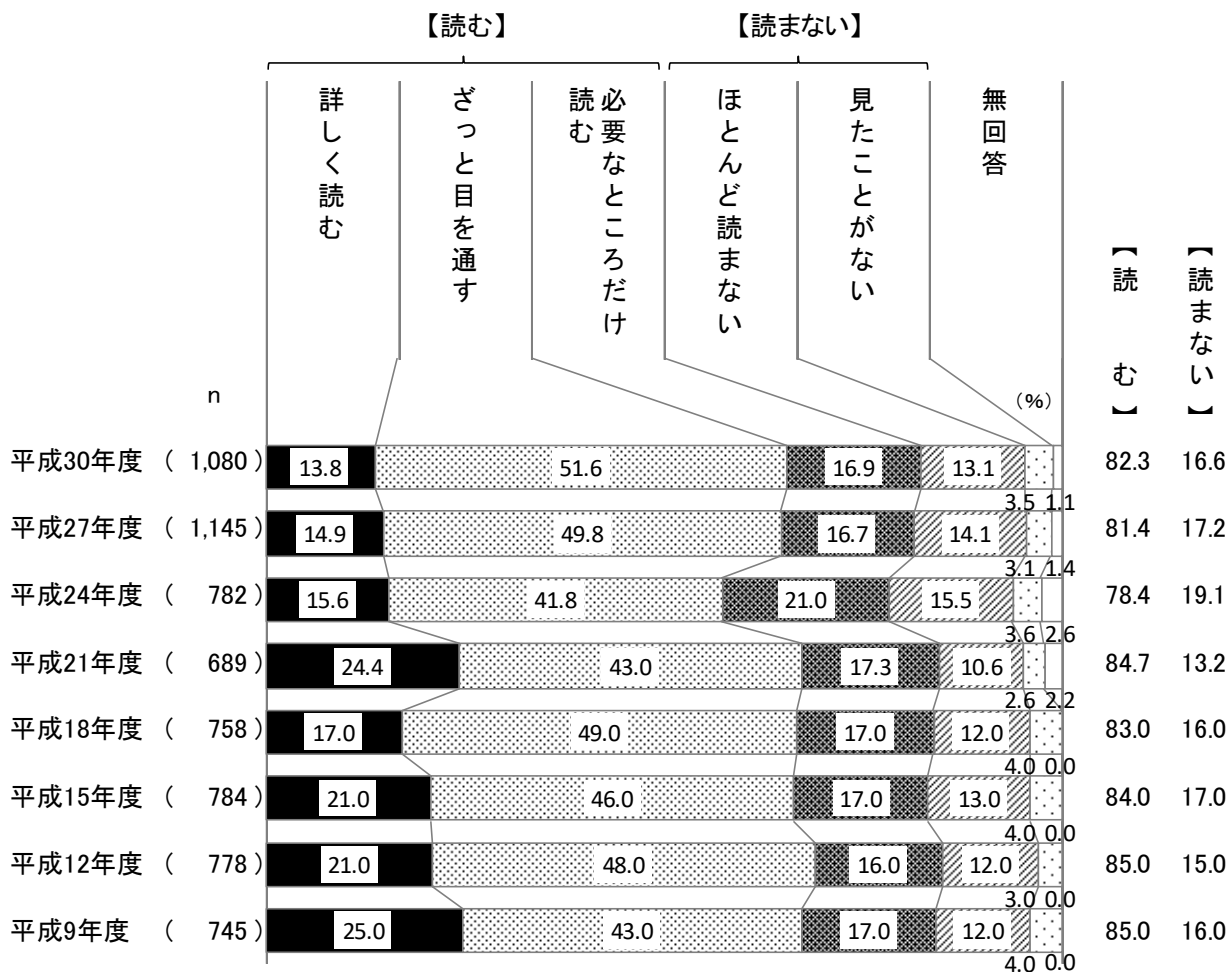 【読む】 【読まない】
詳しく読む
ざっと目を通す
必要なところだけ
読む
ほとんど読まない
見たことがない
無回答
【読む】
【読まない】
n
(%)
平成30年度 ( 1,080 ) 13.8 51.6 16.9 13.1 82.3 16.6
3.5 1.1
平成27年度 ( 1,145 ) 14.9 49.8 16.7 14.1 81.4 17.2
3.1 1.4
平成24年度 ( 782 ) 15.6 41.8 21.0 15.5 78.4 19.1
3.6 2.6
平成21年度 ( 689 ) 24.4 43.0 17.3 10.6 84.7 13.2
2.6 2.2
平成18年度 ( 758 ) 17.0 49.0 17.0 12.0 83.0 16.0
4.0 0.0
平成15年度 ( 784 ) 21.0 46.0 17.0 13.0 84.0 17.0
4.0 0.0
平成12年度 ( 778 ) 21.0 48.0 16.0 12.0 85.0 15.0
3.0 0.0
平成9年度 ( 745 ) 25.0 43.0 17.0 12.0 85.0 16.0
4.0 0.0